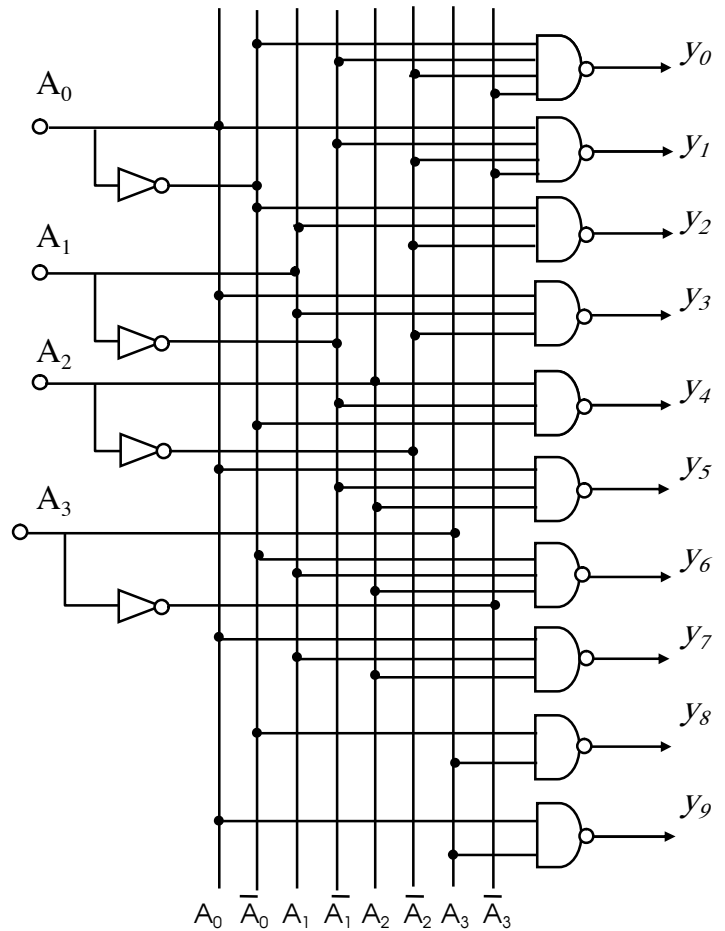 y₀
A₀
y₁
y₂
A₁
y₃
A₂
y₄
y₅
A₃
y₆
y₇
y₈
y₉
A₀ A̅₀ A₁ A̅₁ A₂ A̅₂ A₃ A̅₃